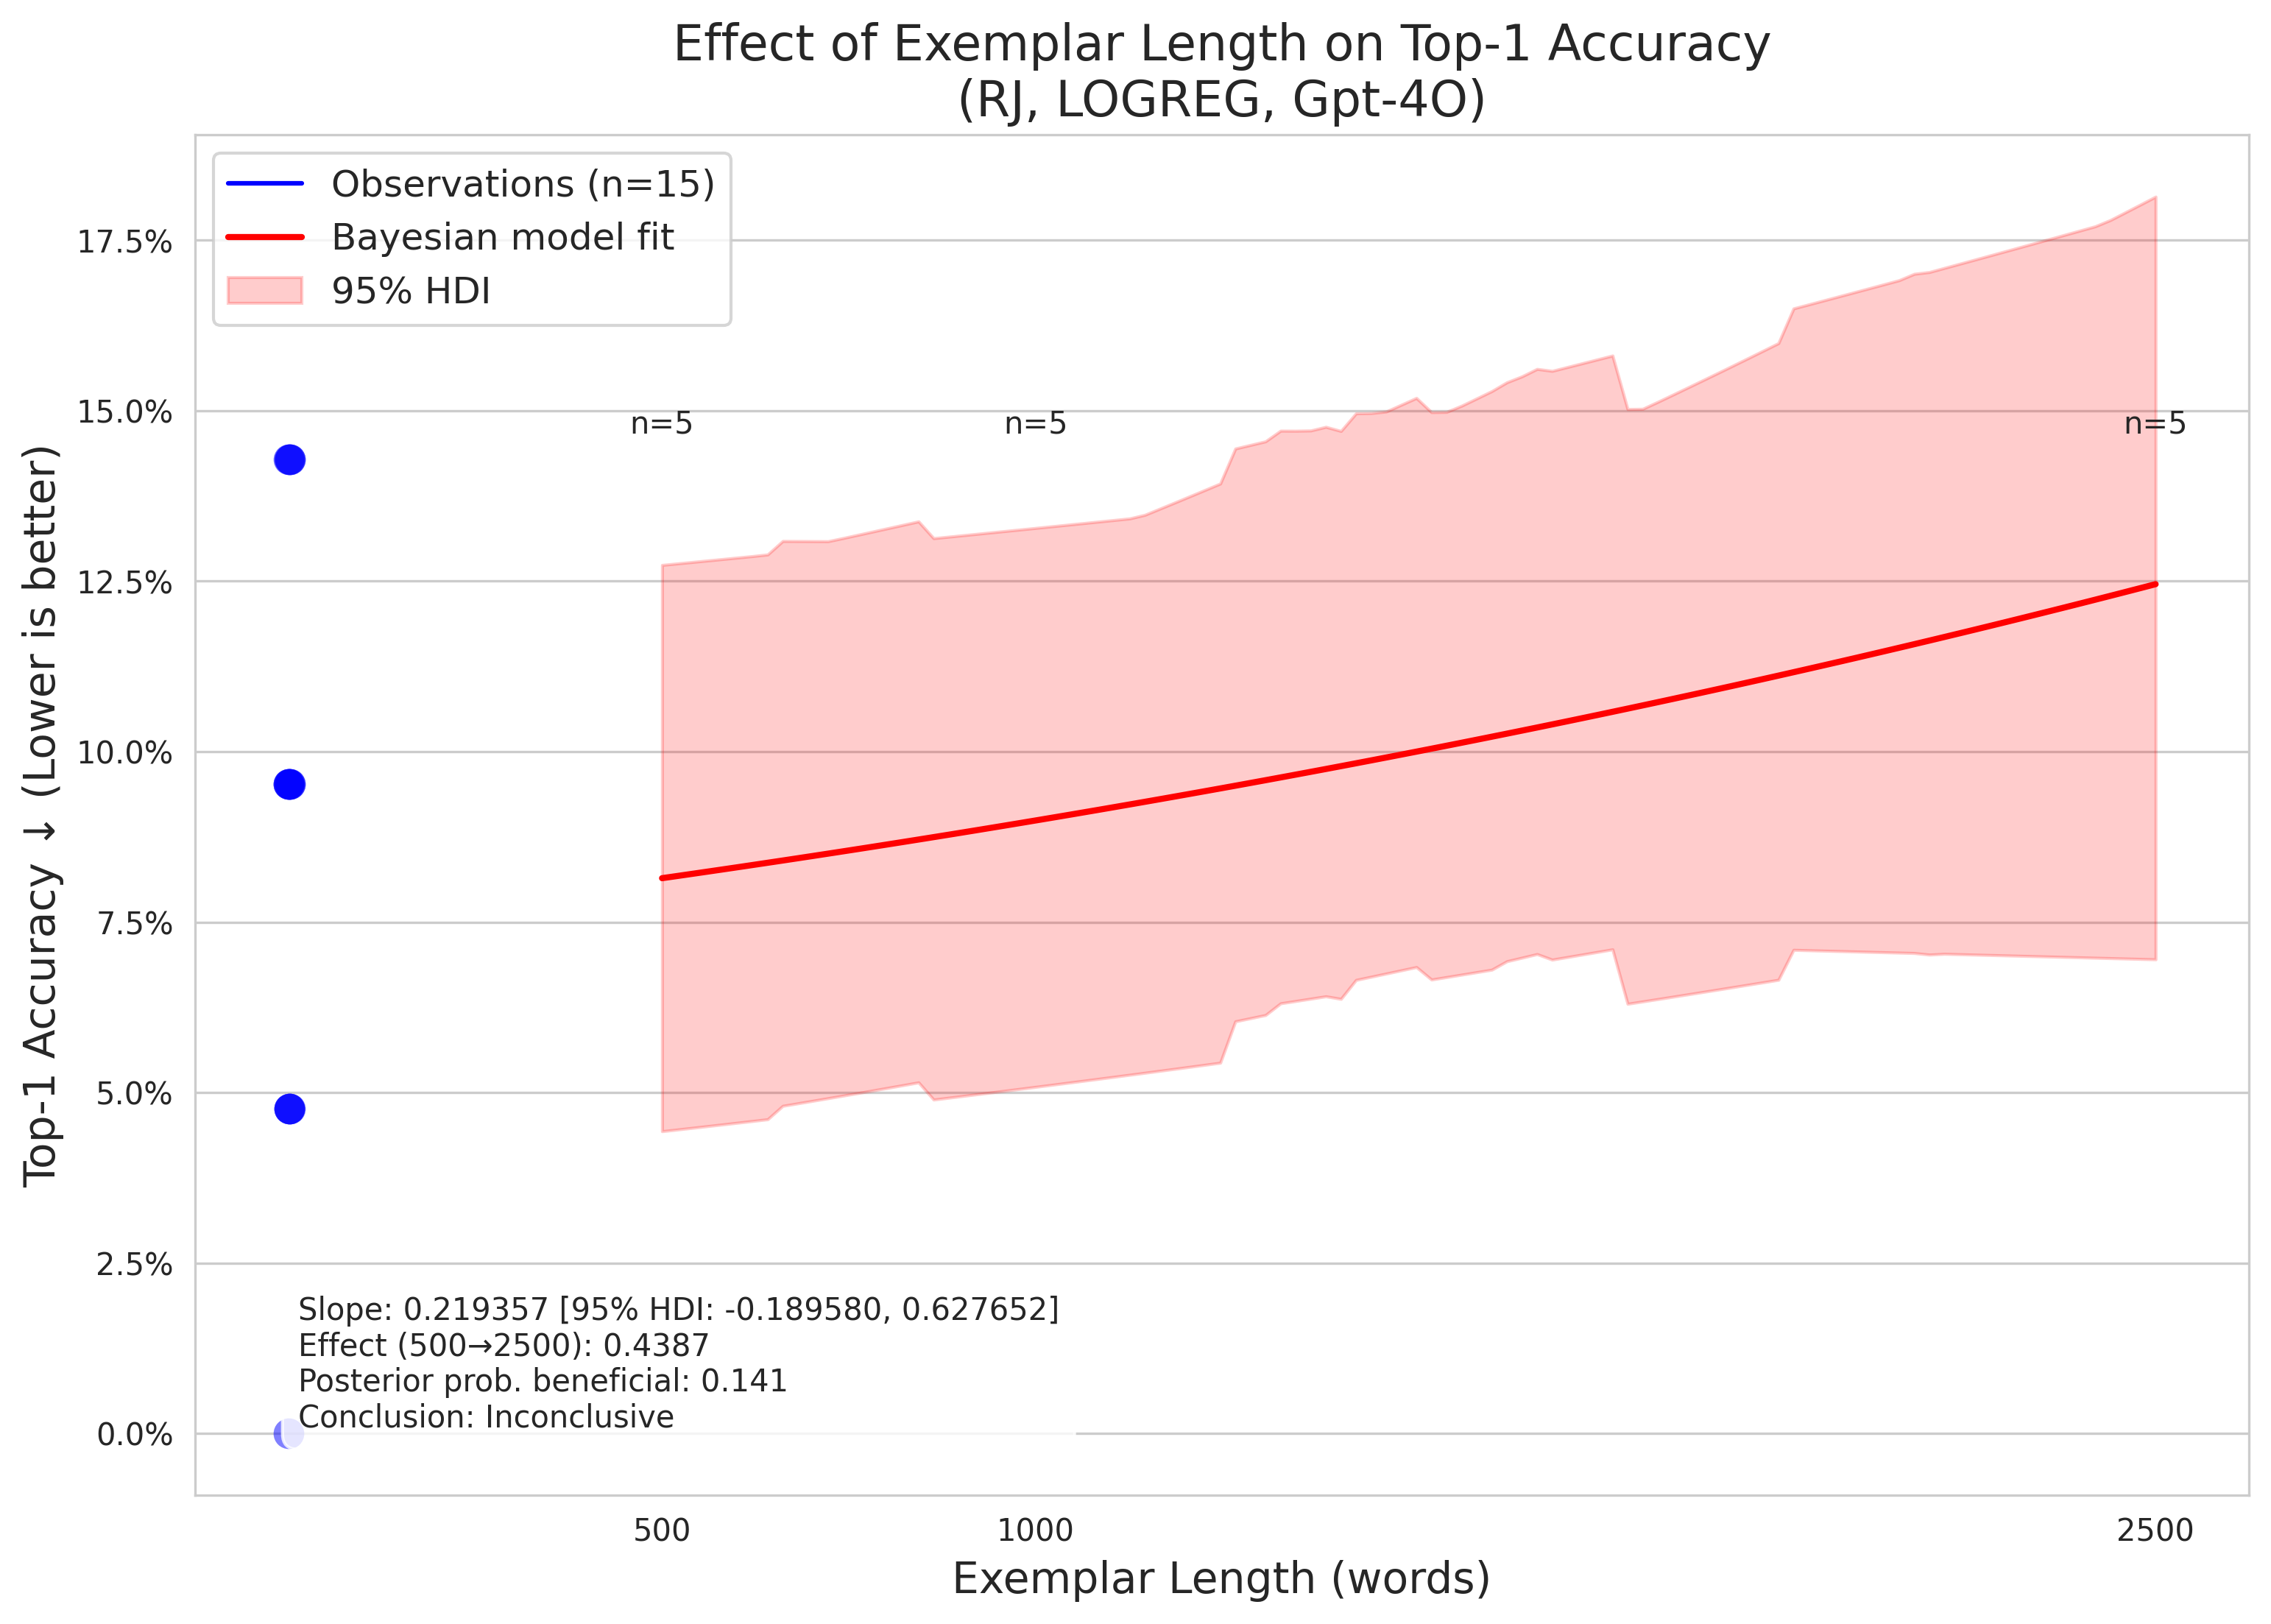 Effect of Exemplar Length on Top-1 Accuracy
(RJ, LOGREG, Gpt-4O)
Observations (n=15)
Bayesian model fit
95% HDI
Top-1 Accuracy ↓ (Lower is better)
17.5%
15.0%
12.5%
10.0%
7.5%
5.0%
2.5%
0.0%
n=5
n=5
n=5
Slope: 0.219357 [95% HDI: -0.189580, 0.627652]
Effect (500→2500): 0.4387
Posterior prob. beneficial: 0.141
Conclusion: Inconclusive
500
1000
2500
Exemplar Length (words)